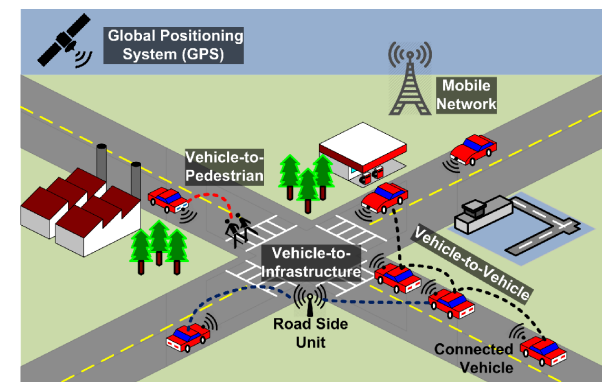 Global Positioning
System (GPS)
Mobile
Network
Vehicle-to-
Pedestrian
Vehicle-to-
Infrastructure
Vehicle-to-Vehicle
Road Side
Unit
Connected
Vehicle